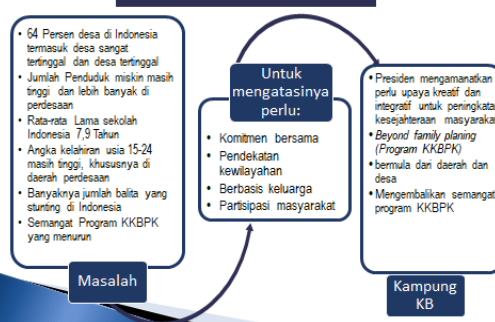 • 64 Persen desa di Indonesia
termasuk desa sangat
tertinggal dan desa tertinggal
• Jumlah Penduduk miskin masih
tinggi dan lebih banyak di
perdesaan
• Rata-rata Lama sekolah
Indonesia 7,9 Tahun
• Angka kelahiran usia 15-24
masih tinggi, khususnya di
daerah perdesaan
• Banyaknya jumlah balita yang
stunting di Indonesia
• Semangat Program KKBPK
yang menurun
Masalah
Untuk
mengatasinya
perlu:
• Komitmen bersama
• Pendekatan
kewilayahan
• Berbasis keluarga
• Partisipasi masyarakat
• Presiden mengamanatkan
perlu upaya kreatif dan
integratif untuk peningkata
kesejahteraan masyarakat
• Beyond family planing
(Program KKBPK)
• bermula dari daerah dan
desa
• Mengembalikan semangat
program KKBPK
Kampung
KB